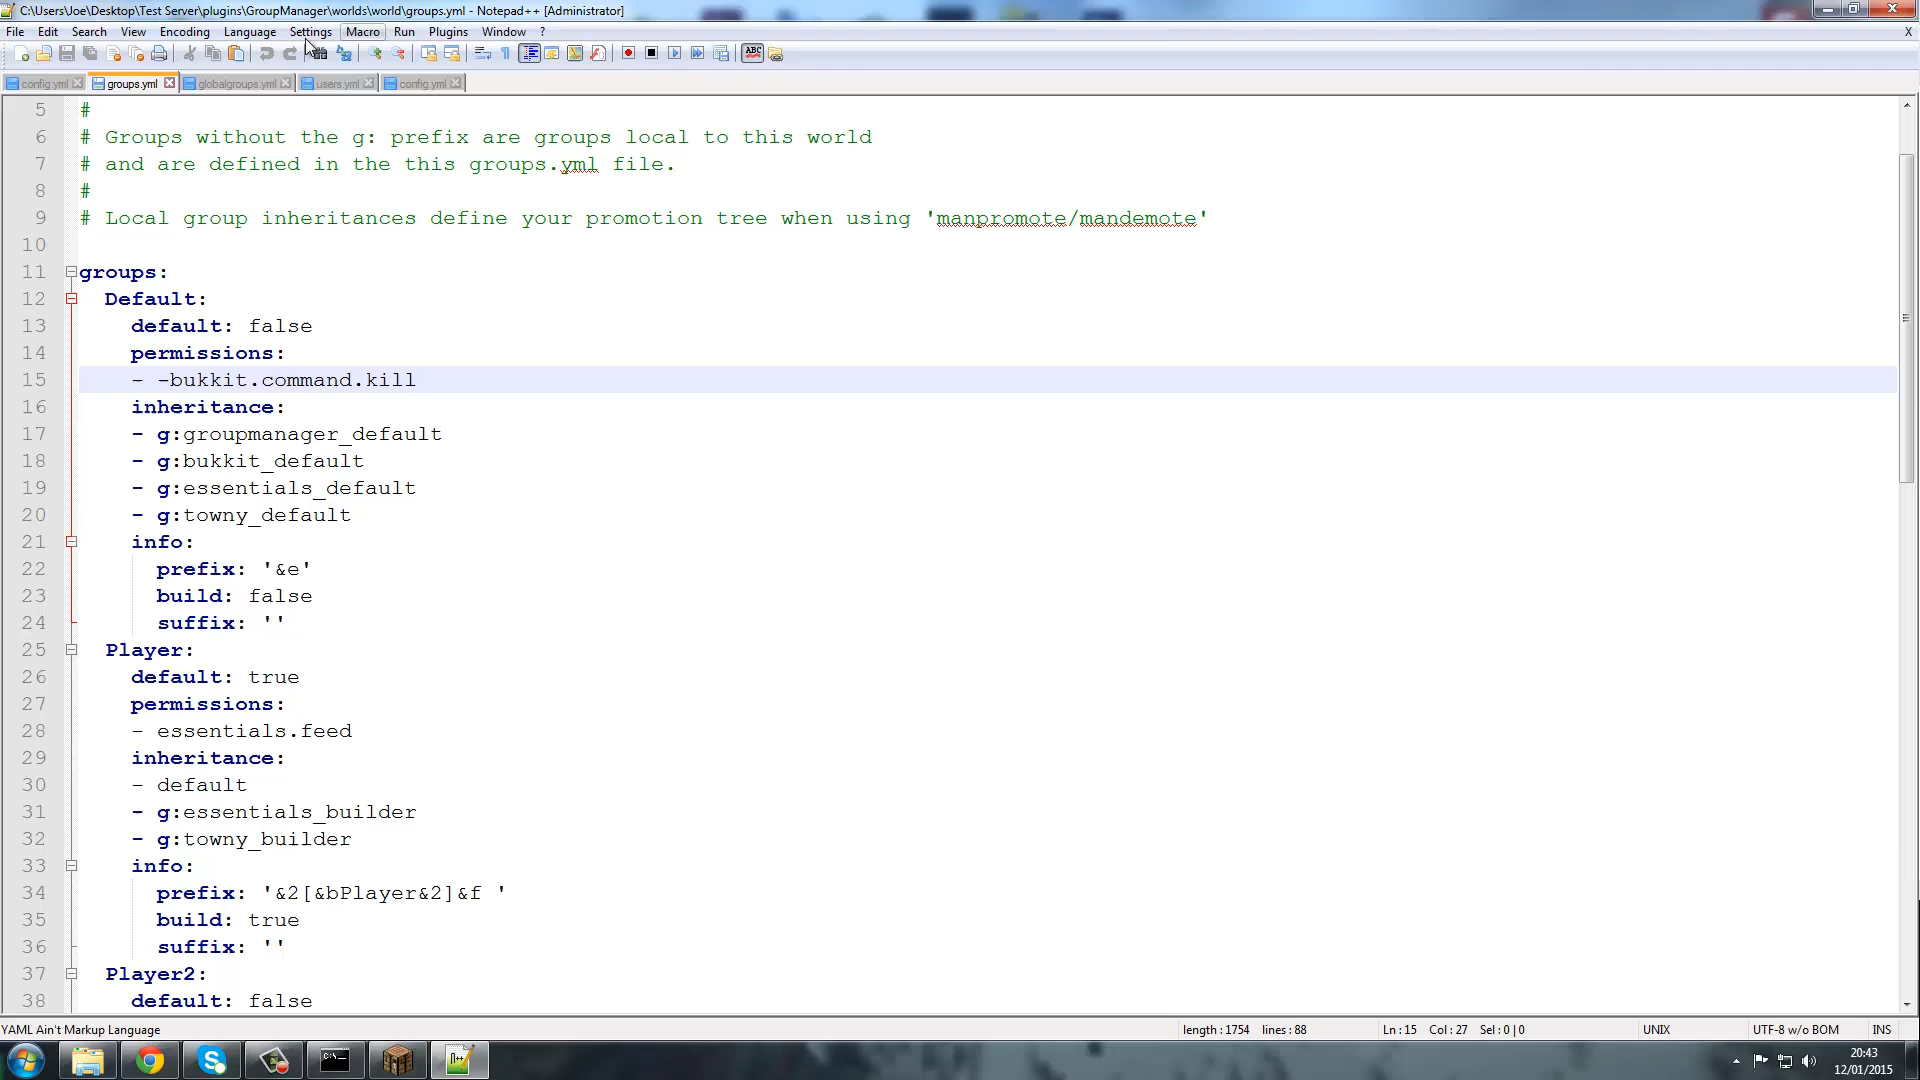 C:\Users\Joe\Desktop\Test Server\plugins\GroupManager\worlds\world\groups.yml - Notepad++ [Administrator]
File Edit Search View Encoding Language Settings Macro Run Plugins Window ? X
ABC
config.yml groups.yml globalgroups.yml users.yml config.yml
5 #
6 # Groups without the g: prefix are groups local to this world
7 # and are defined in the this groups.yml file.
8 #
9 # Local group inheritances define your promotion tree when using 'manpromote/mandemote'
10
11 groups:
12 Default:
13 default: false
14 permissions:
15 - -bukkit.command.kill
16 inheritance:
17 - g:groupmanager_default
18 - g:bukkit_default
19 - g:essentials_default
20 - g:towny_default
21 info:
22 prefix: '&e'
23 build: false
24 suffix: ''
25 Player:
26 default: true
27 permissions:
28 - essentials.feed
29 inheritance:
30 - default
31 - g:essentials_builder
32 - g:towny_builder
33 info:
34 prefix: '&2[&bPlayer&2]&f '
35 build: true
36 suffix: ''
37 Player2:
38 default: false
YAML Ain't Markup Language length : 1754 lines : 88 Ln : 15 Col : 27 Sel : 0 | 0 UNIX UTF-8 w/o BOM INS
20:43
12/01/2015